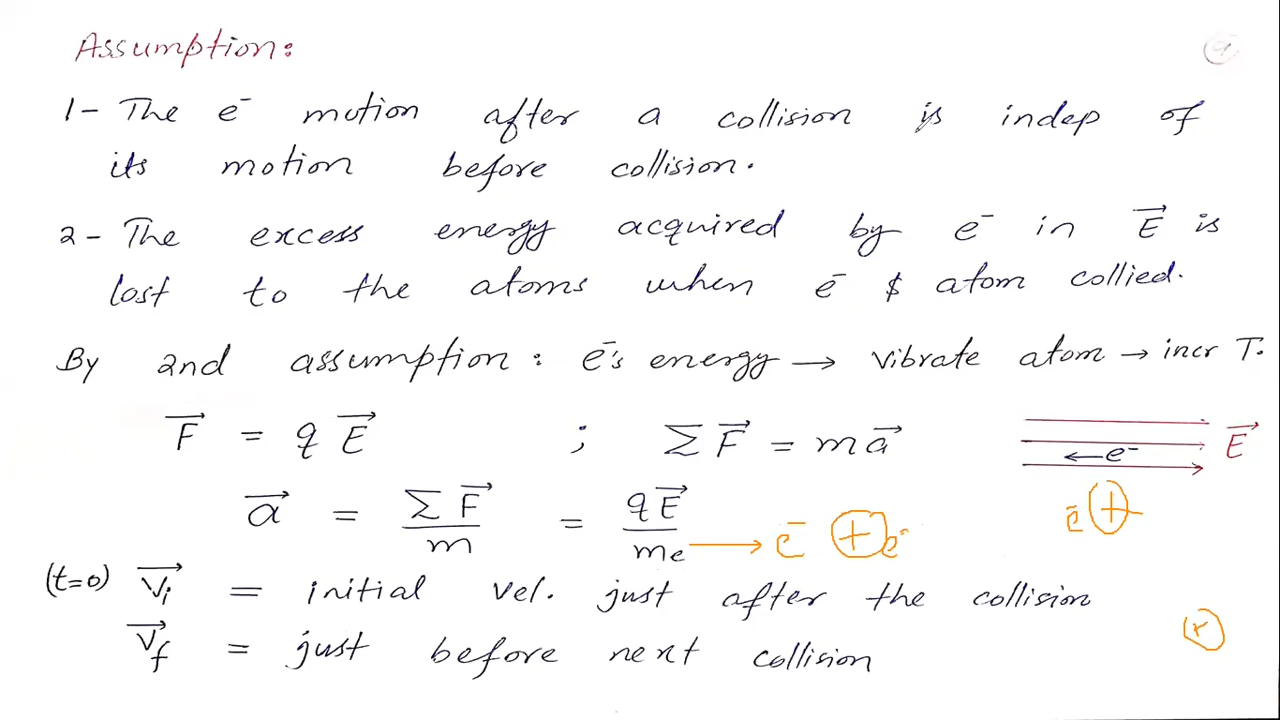 Assumption:
9
1- The e⁻ motion after a collision is indep of
its motion before collision.
2 - The excess energy acquired by e⁻ in E⃗ is
lost to the atoms when e⁻ $ atom collied.
By 2nd assumption: e⁻'s energy → vibrate atom → incr T.
F⃗ = q E⃗ ; ΣF⃗ = ma⃗
E⃗
← e⁻
a⃗ = ΣF⃗/m = qE⃗/me → e⁻ + e⁻
e⁻ +
(t=0) v⃗i = initial vel. just after the collision
v⃗f = just before next collision
+